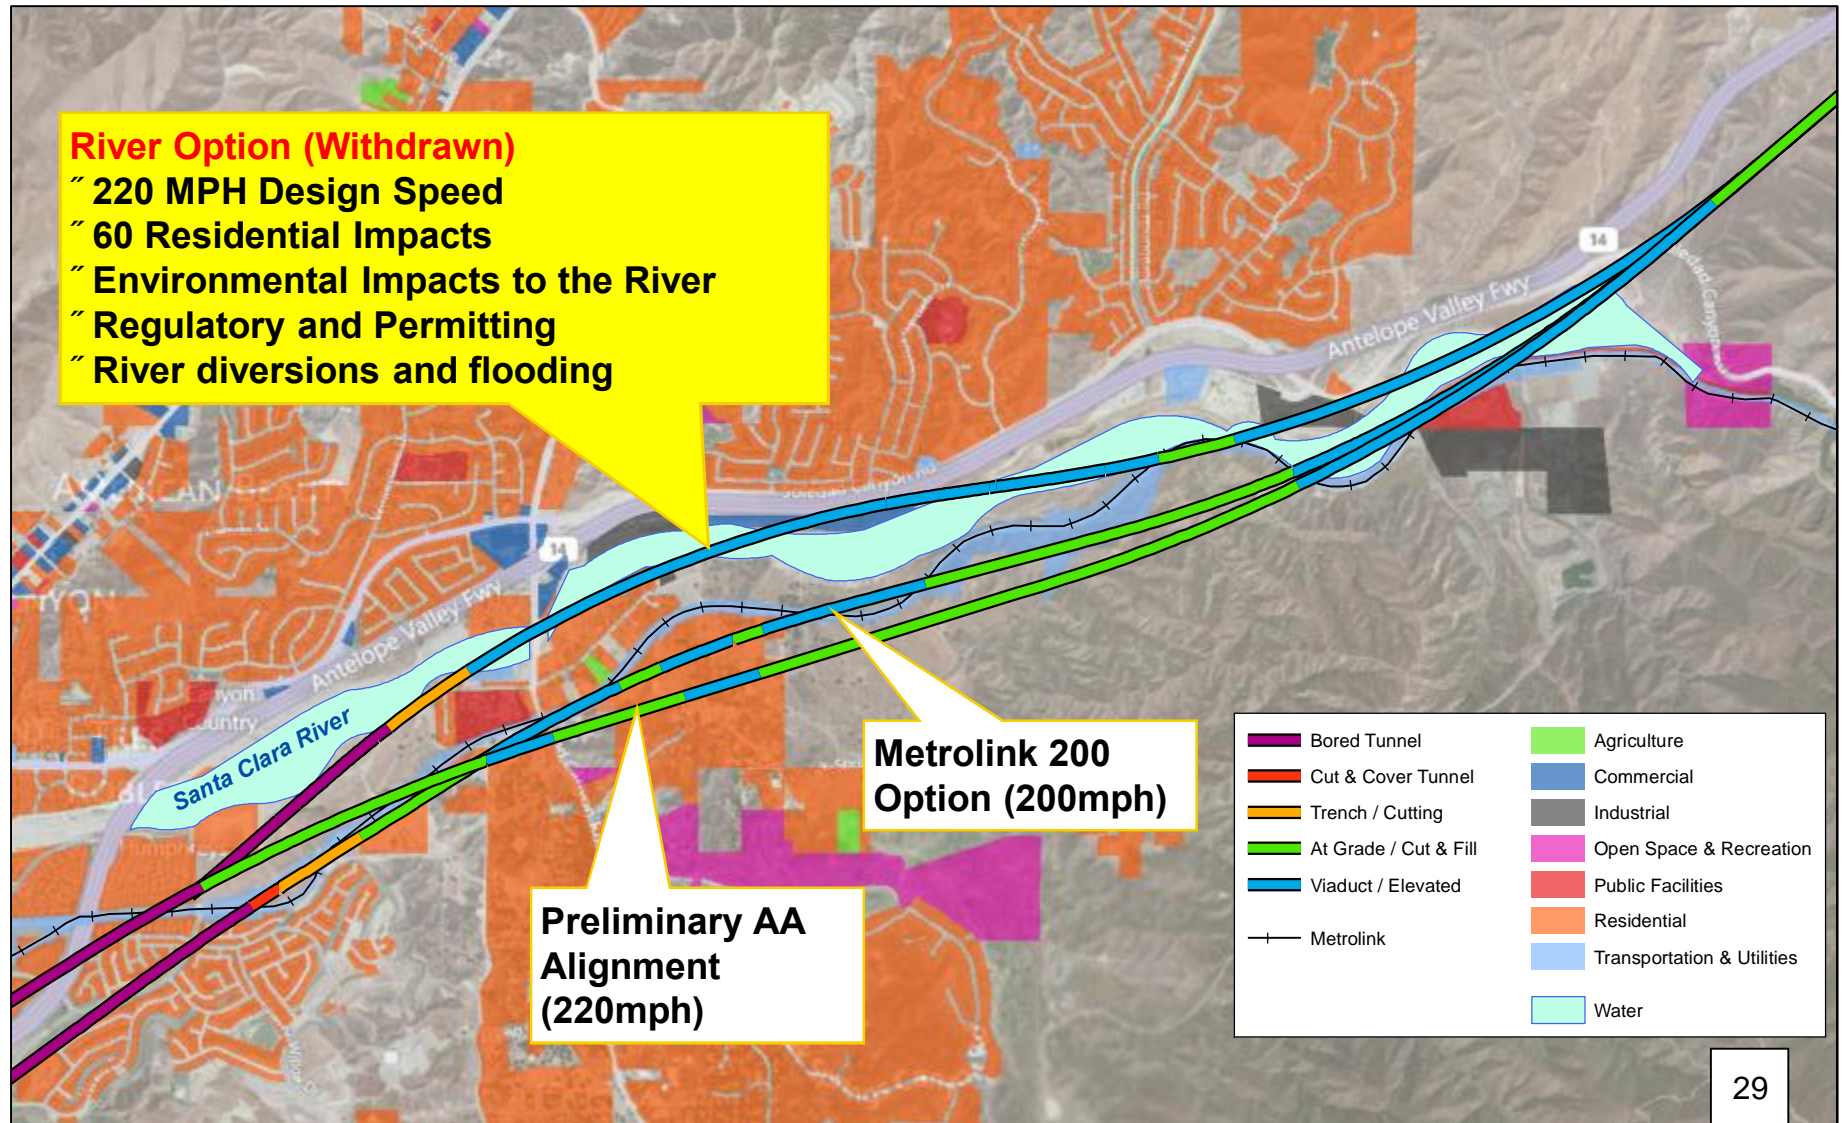 River Option (Withdrawn)
˝ 220 MPH Design Speed
˝ 60 Residential Impacts
˝ Environmental Impacts to the River
˝ Regulatory and Permitting
˝ River diversions and flooding
14
Antelope Valley Fwy
14
Antelope Valley Fwy
Canyon
Country
Santa Clara River
Metrolink 200
Option (200mph)
Preliminary AA
Alignment
(220mph)
Bored Tunnel
Cut & Cover Tunnel
Trench / Cutting
At Grade / Cut & Fill
Viaduct / Elevated
Metrolink
Agriculture
Commercial
Industrial
Open Space & Recreation
Public Facilities
Residential
Transportation & Utilities
Water
29